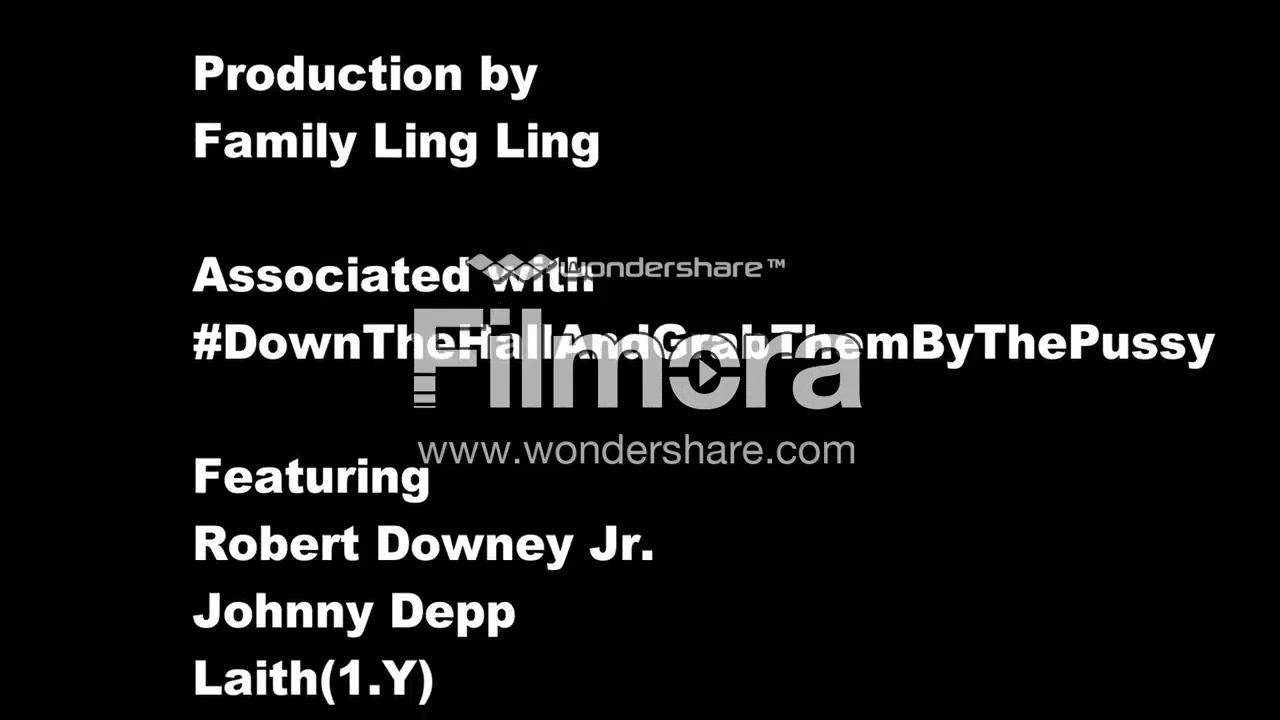 Production by
Family Ling Ling
Associated with
wondershare™
#DownTheHallAndGrabThemByThePussy
Filmora
www.wondershare.com
Featuring
Robert Downey Jr.
Johnny Depp
Laith(1.Y)